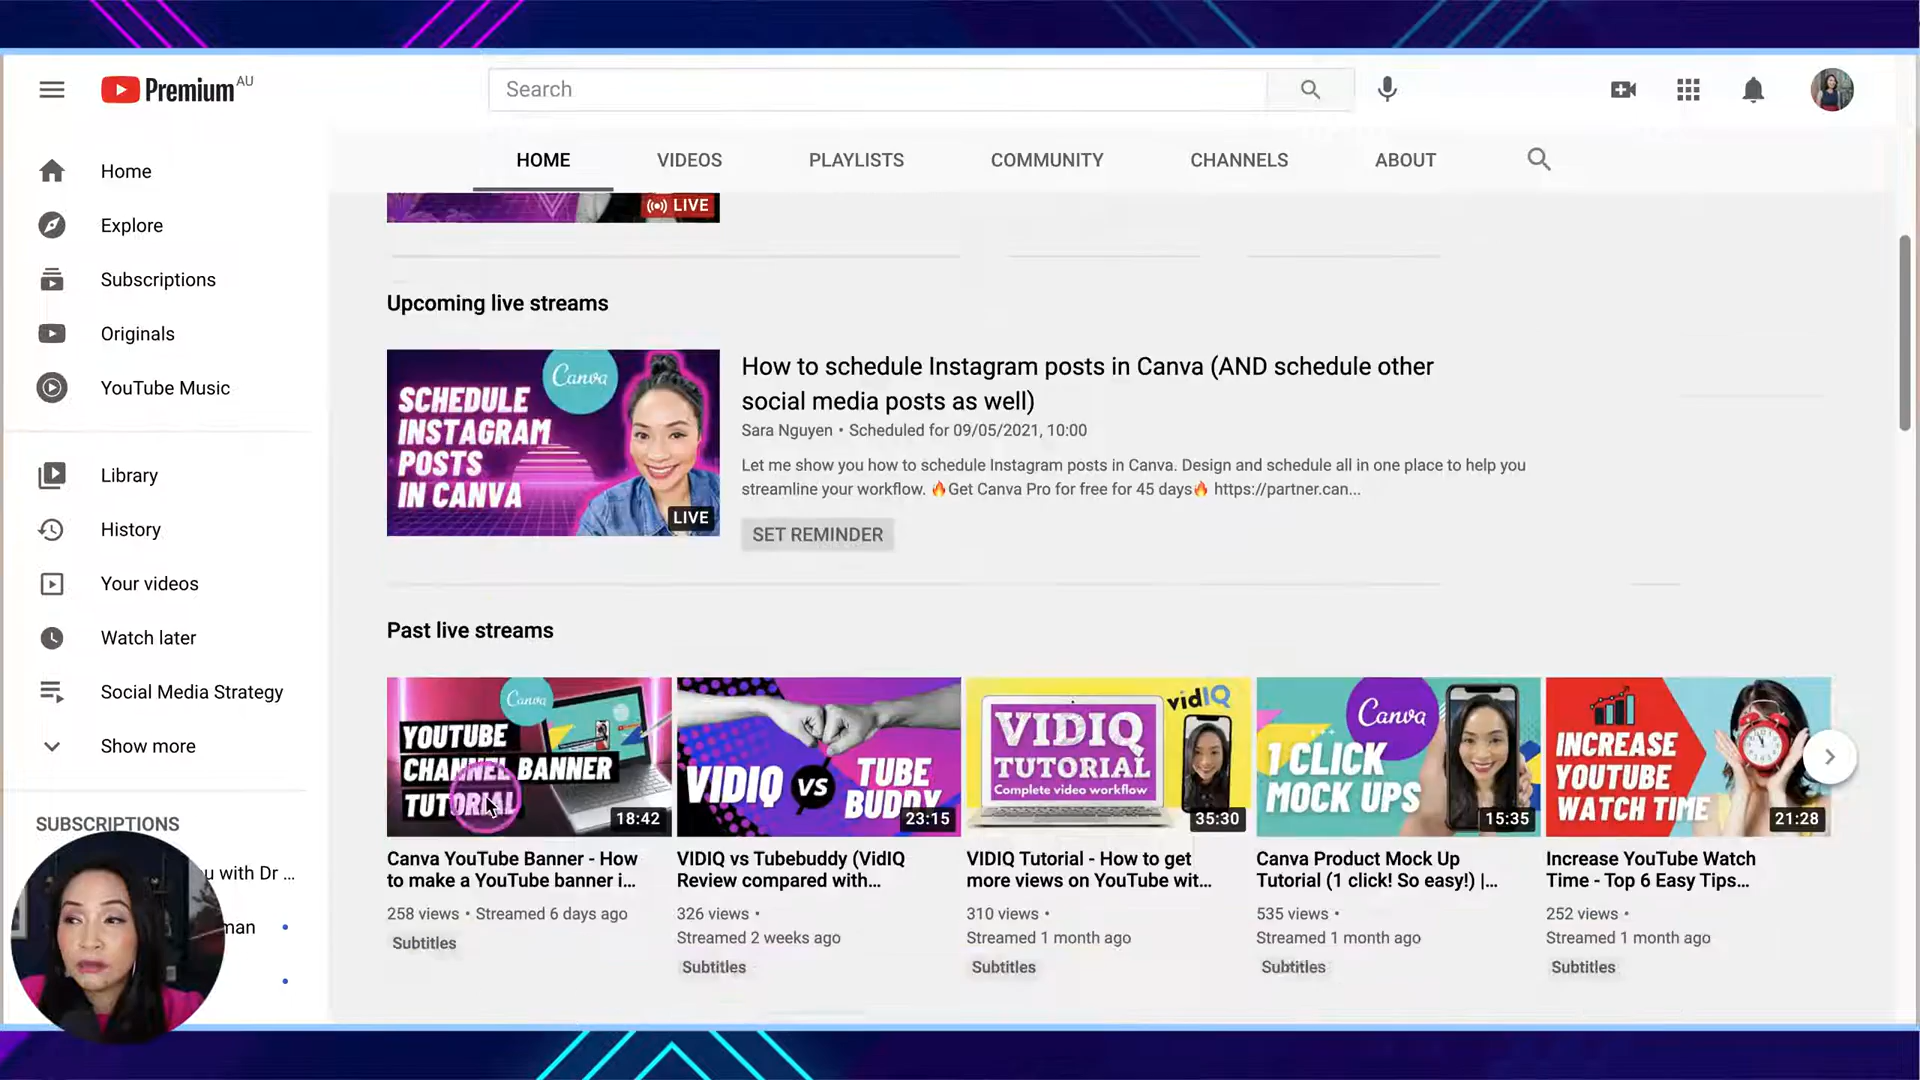 Premium AU
Search
HOME VIDEOS PLAYLISTS COMMUNITY CHANNELS ABOUT
Home
Explore
Subscriptions
Originals
YouTube Music
Library
History
Your videos
Watch later
Social Media Strategy
Show more
SUBSCRIPTIONS
u with Dr ...
man
LIVE
Upcoming live streams
Canva
SCHEDULE
INSTAGRAM
POSTS
IN CANVA
LIVE
How to schedule Instagram posts in Canva (AND schedule other
social media posts as well)
Sara Nguyen • Scheduled for 09/05/2021, 10:00
Let me show you how to schedule Instagram posts in Canva. Design and schedule all in one place to help you
streamline your workflow. 🔥Get Canva Pro for free for 45 days🔥 https://partner.can...
SET REMINDER
Past live streams
Canva
YOUTUBE
CHANNEL BANNER
TUTORIAL
18:42
Canva YouTube Banner - How
to make a YouTube banner i...
258 views • Streamed 6 days ago
Subtitles
VIDIQ VS TUBE
BUDDY
23:15
VIDIQ vs Tubebuddy (VidIQ
Review compared with...
326 views •
Streamed 2 weeks ago
Subtitles
vidIQ
VIDIQ
TUTORIAL
Complete video workflow
35:30
VIDIQ Tutorial - How to get
more views on YouTube wit...
310 views •
Streamed 1 month ago
Subtitles
Canva
1 CLICK
MOCK UPS
15:35
Canva Product Mock Up
Tutorial (1 click! So easy!) |...
535 views •
Streamed 1 month ago
Subtitles
INCREASE
YOUTUBE
WATCH TIME
21:28
Increase YouTube Watch
Time - Top 6 Easy Tips...
252 views •
Streamed 1 month ago
Subtitles